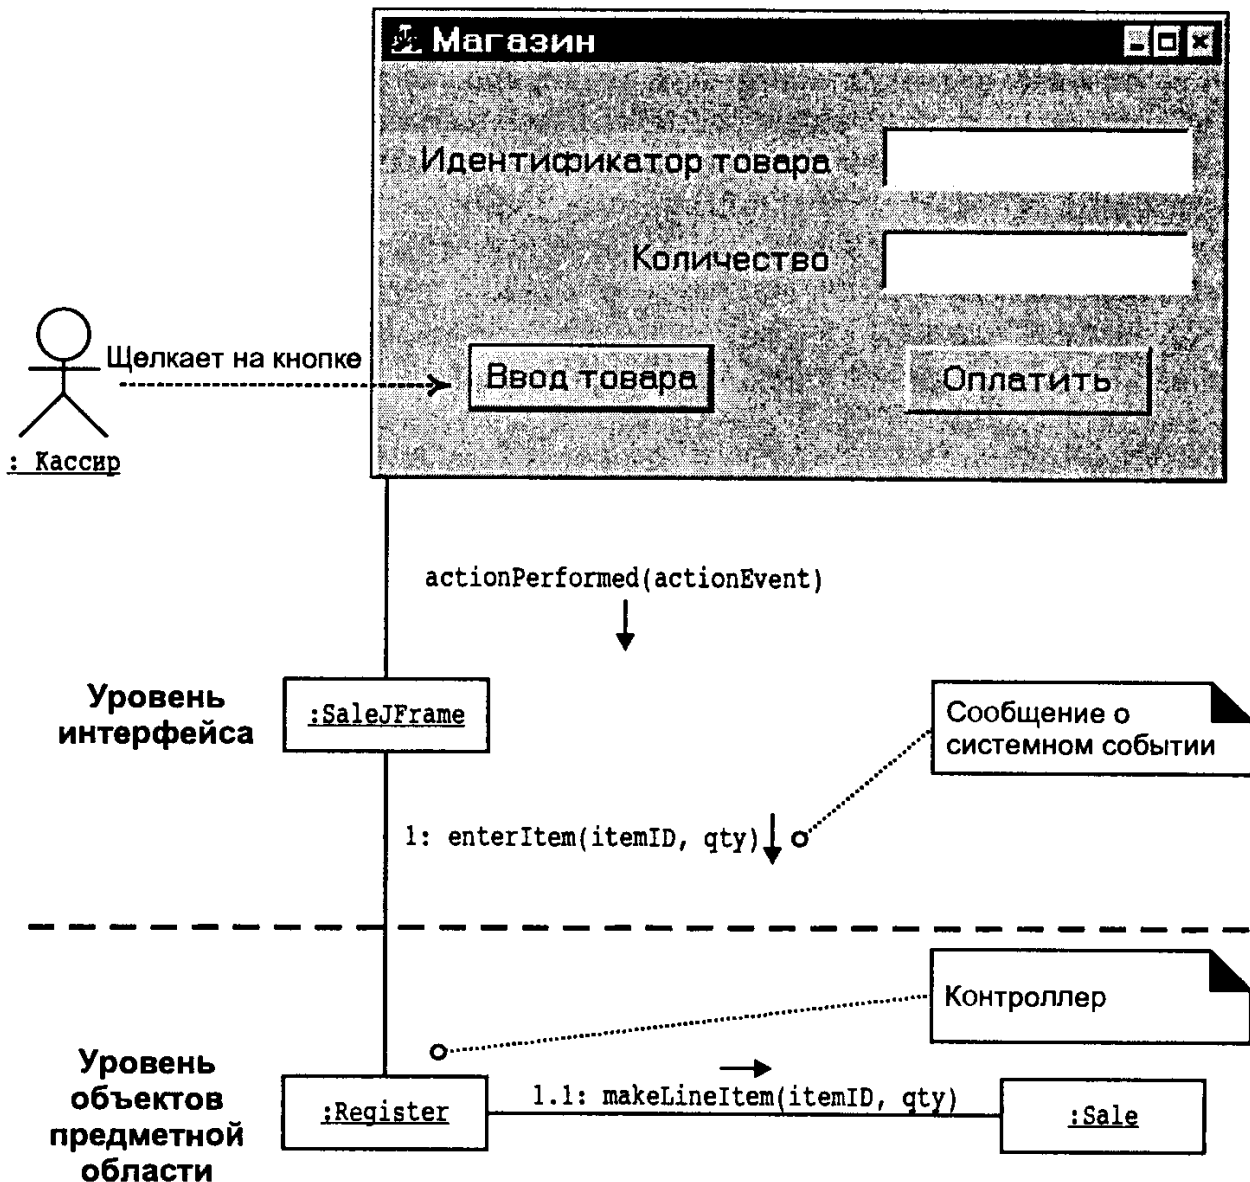 Магазин
Идентификатор товара
Количество
Щелкает на кнопке
Ввод товара
Оплатить
: Кассир
actionPerformed(actionEvent)
Уровень
интерфейса
:SaleJFrame
Сообщение о
системном событии
1: enterItem(itemID, qty)
Контроллер
Уровень
объектов
предметной
области
:Register
1.1: makeLineItem(itemID, qty)
:Sale